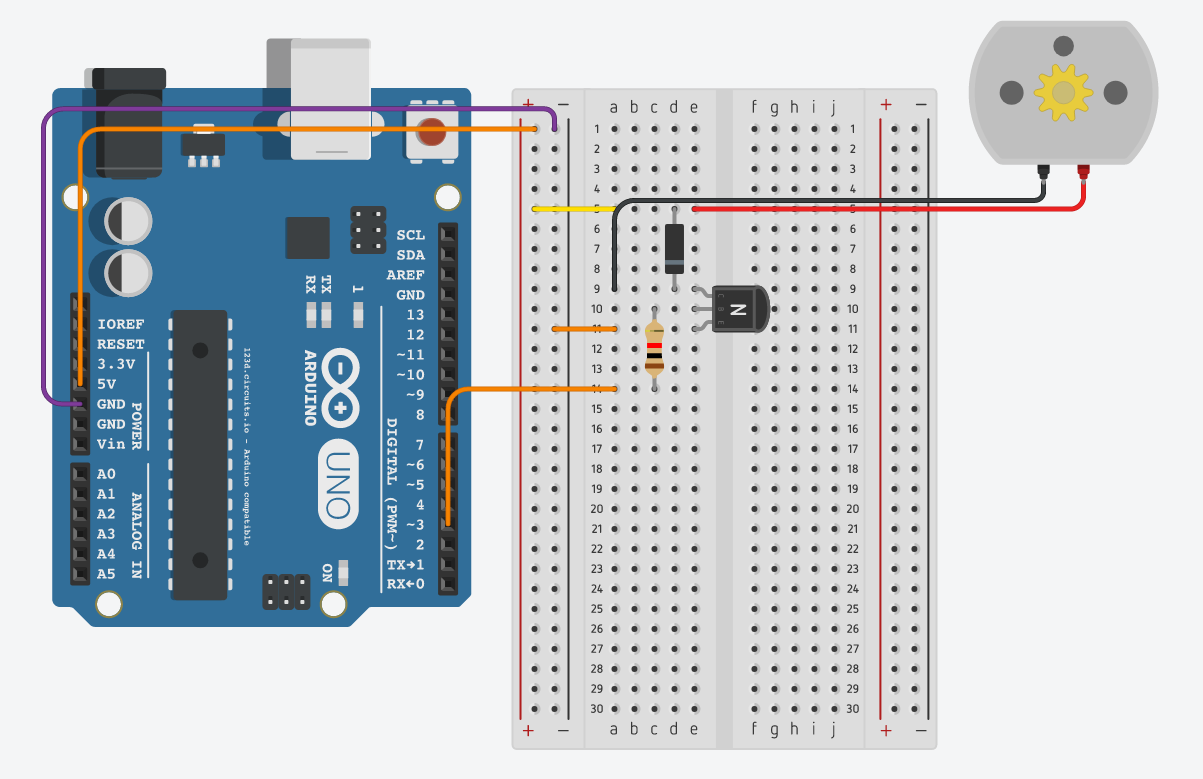 SCL
SDA
AREF
GND
13
12
~11
~10
~9
8
7
~6
~5
4
~3
2
TX→1
RX←0
DIGITAL (PWM~)
IOREF
RESET
3.3V
5V
GND
GND
Vin
POWER
A0
A1
A2
A3
A4
A5
ANALOG IN
RX
TX
1
ARDUINO
UNO
ON
123d.circuits.io - Arduino compatible
+ − a b c d e f g h i j + −
1 1
2 2
3 3
4 4
5 5
6 6
7 7
8 8
9 9
10 10
11 11
12 12
13 13
14 14
15 15
16 16
17 17
18 18
19 19
20 20
21 21
22 22
23 23
24 24
25 25
26 26
27 27
28 28
29 29
30 30
+ − a b c d e f g h i j + −
C
B
E
N